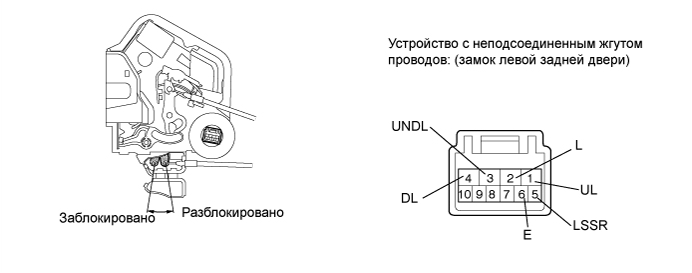 Устройство с неподсоединенным жгутом
проводов: (замок левой задней двери)
UNDL
L
4 3 2 1
DL
UL
10 9 8 7 6 5
LSSR
E
Заблокировано
Разблокировано